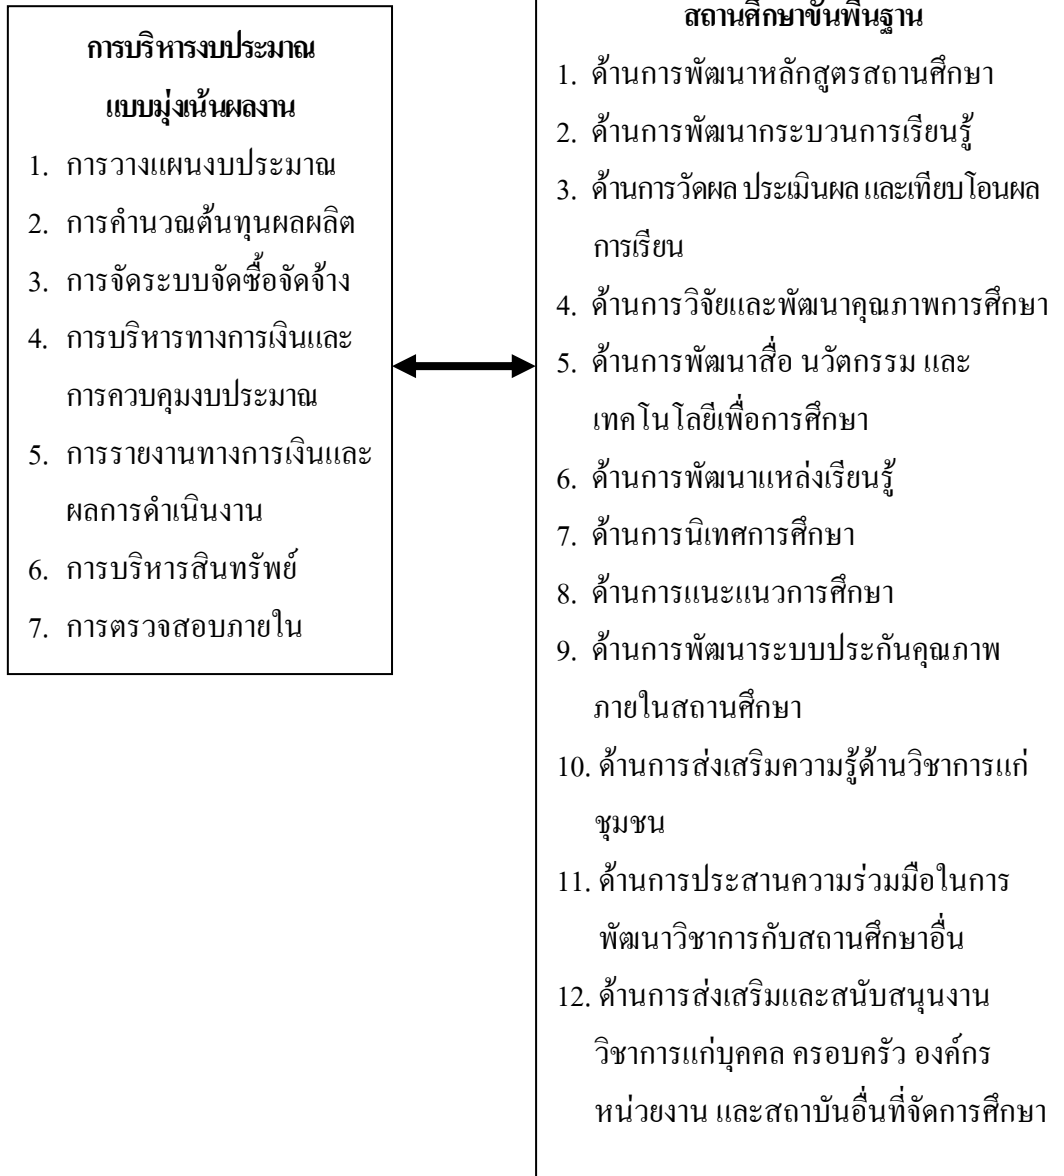 การบริหารงบประมาณ
แบบมุ่งเน้นผลงาน
1. การวางแผนงบประมาณ
2. การคำนวณต้นทุนผลผลิต
3. การจัดระบบจัดซื้อจัดจ้าง
4. การบริหารทางการเงินและ
การควบคุมงบประมาณ
5. การรายงานทางการเงินและ
ผลการดำเนินงาน
6. การบริหารสินทรัพย์
7. การตรวจสอบภายใน
สถานศึกษาขั้นพื้นฐาน
1. ด้านการพัฒนาหลักสูตรสถานศึกษา
2. ด้านการพัฒนากระบวนการเรียนรู้
3. ด้านการวัดผล ประเมินผล และเทียบโอนผล
การเรียน
4. ด้านการวิจัยและพัฒนาคุณภาพการศึกษา
5. ด้านการพัฒนาสื่อ นวัตกรรม และ
เทคโนโลยีเพื่อการศึกษา
6. ด้านการพัฒนาแหล่งเรียนรู้
7. ด้านการนิเทศการศึกษา
8. ด้านการแนะแนวการศึกษา
9. ด้านการพัฒนาระบบประกันคุณภาพ
ภายในสถานศึกษา
10. ด้านการส่งเสริมความรู้ด้านวิชาการแก่
ชุมชน
11. ด้านการประสานความร่วมมือในการ
พัฒนาวิชาการกับสถานศึกษาอื่น
12. ด้านการส่งเสริมและสนับสนุนงาน
วิชาการแก่บุคคล ครอบครัว องค์กร
หน่วยงาน และสถาบันอื่นที่จัดการศึกษา